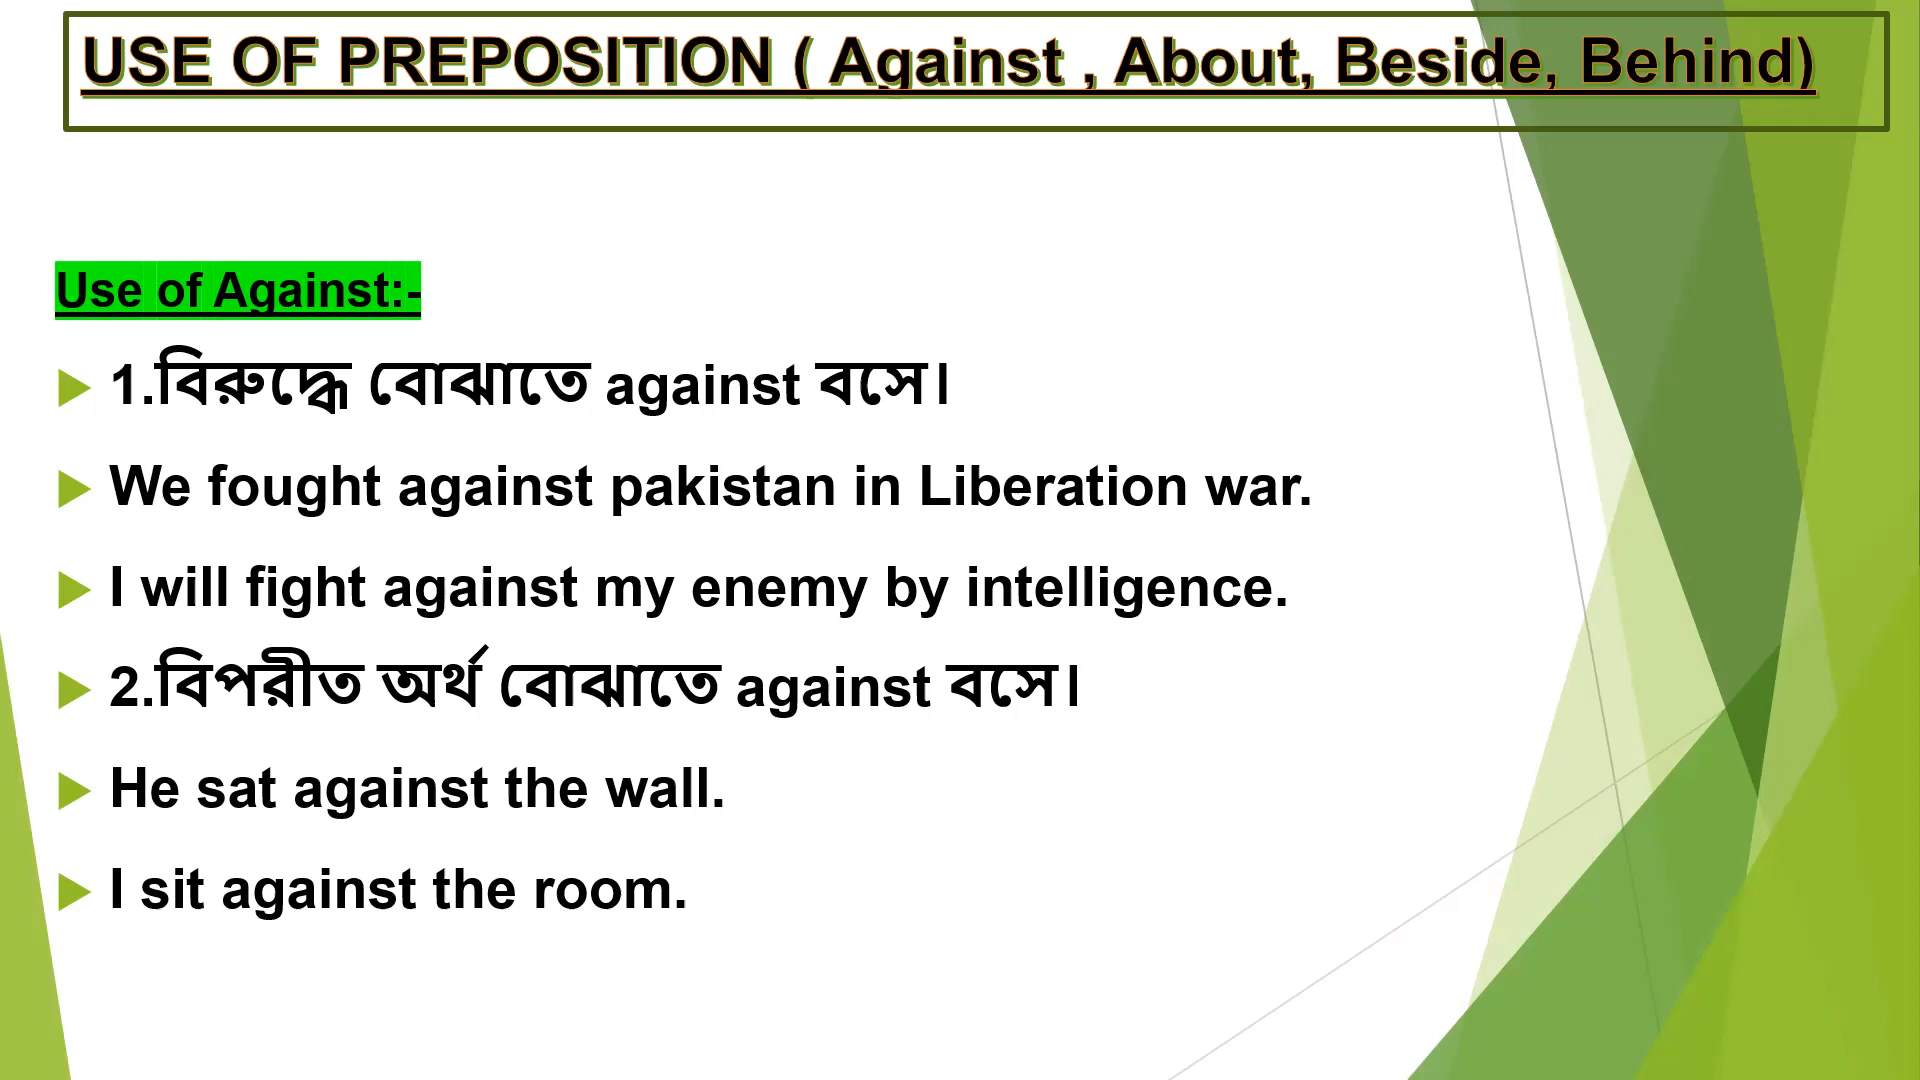 USE OF PREPOSITION ( Against , About, Beside, Behind)
Use of Against:-
1.বিরুদ্ধে বোঝাতে against বসে।
We fought against pakistan in Liberation war.
I will fight against my enemy by intelligence.
2.বিপরীত অর্থ বোঝাতে against বসে।
He sat against the wall.
I sit against the room.